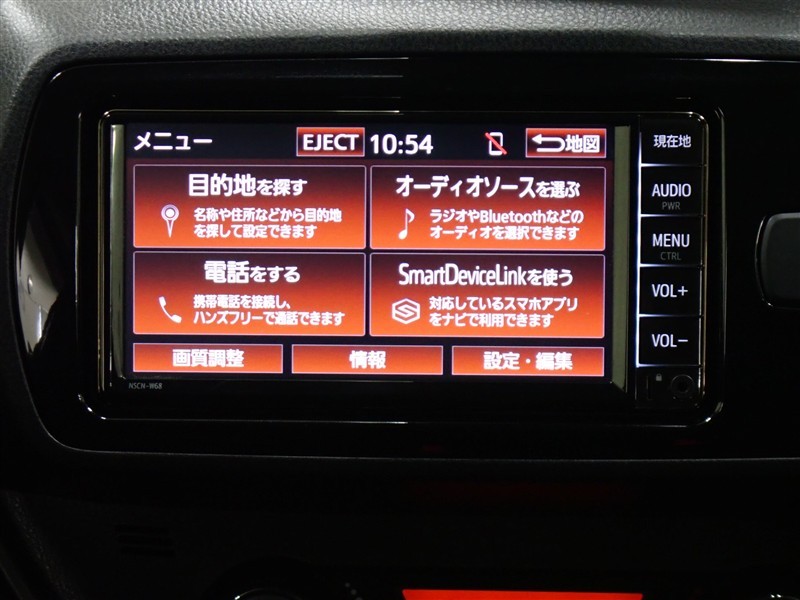 メニュー
EJECT
10:54
地図
目的地を探す
名称や住所などから目的地
を探して設定できます
オーディオソースを選ぶ
ラジオやBluetoothなどの
オーディオを選択できます
電話をする
携帯電話を接続し、
ハンズフリーで通話できます
SmartDeviceLinkを使う
対応しているスマホアプリ
をナビで利用できます
画質調整
情報
設定・編集
NSCN-W68
現在地
AUDIO
PWR
MENU
CTRL
VOL+
VOL-